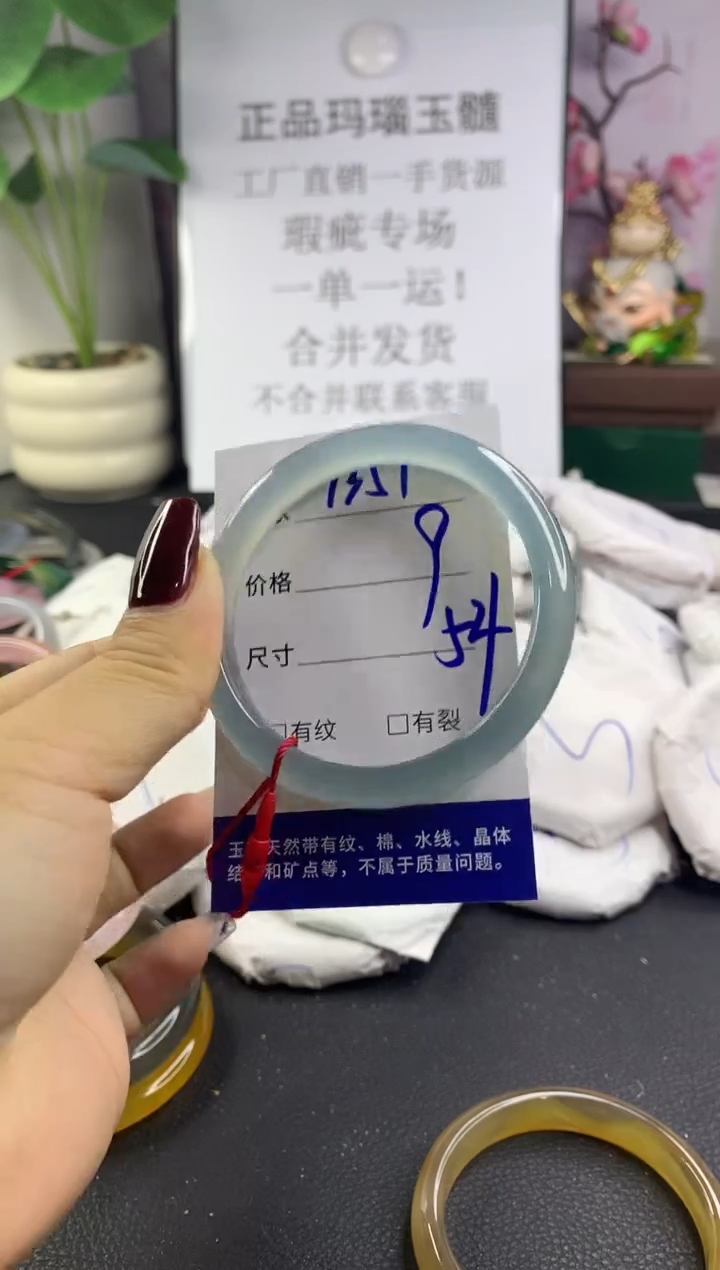 正品玛瑙玉髓
工厂直销一手货源
瑕疵专场
一单一运！
合并发货
不合并联系客服
1351
价格 9
尺寸 54
□有纹 □有裂
玉 天然带有纹、棉、水线、晶体
结 和矿点等，不属于质量问题。